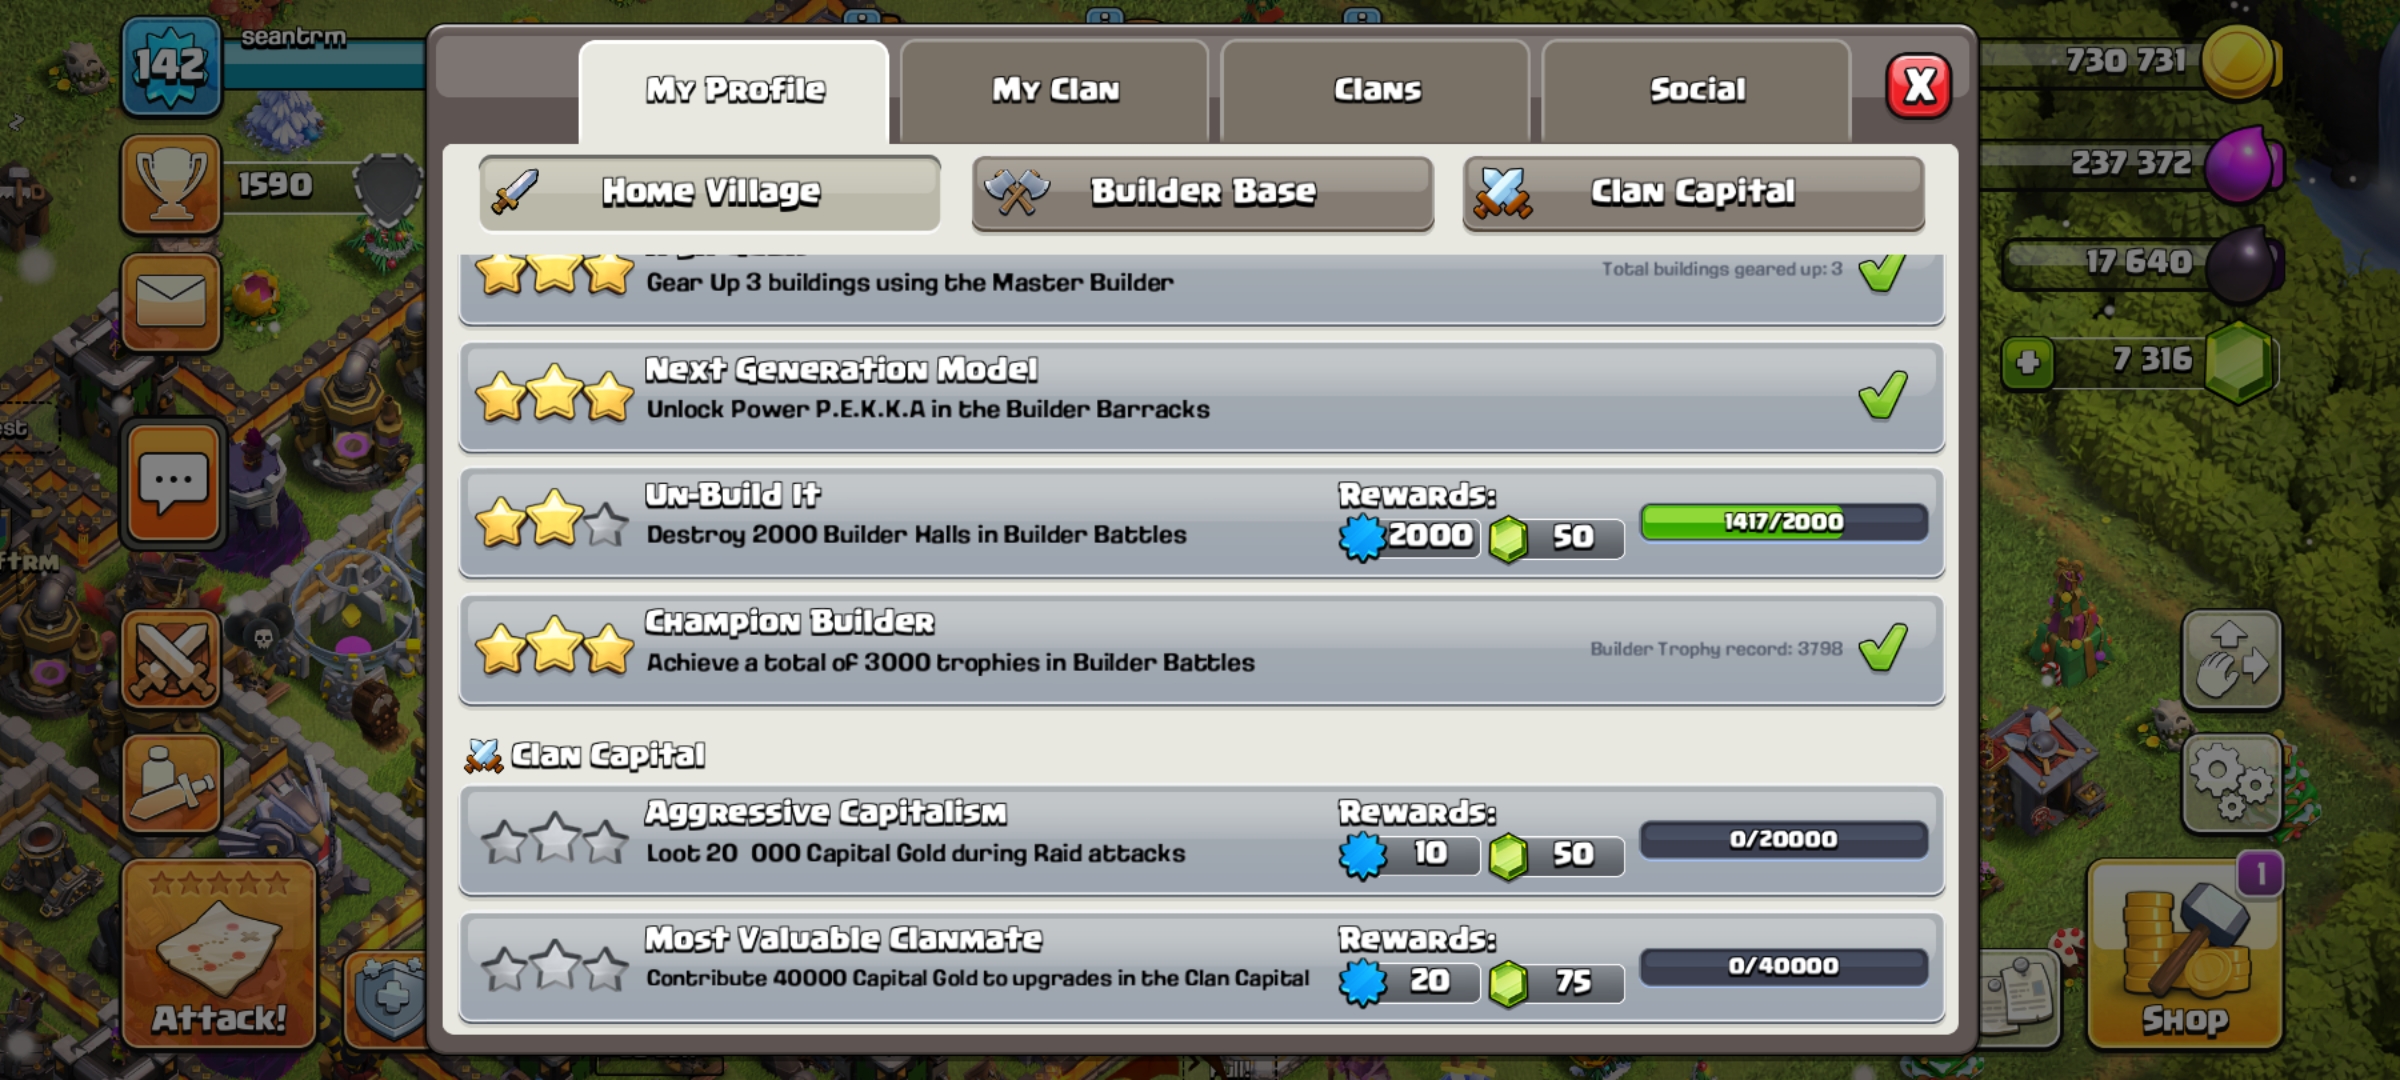 142
seantrm
My Profile
My Clan
Clans
Social
X
730 731
1590
Home Village
Builder Base
Clan Capital
237 372
Gear Up 3 buildings using the Master Builder
Total buildings geared up: 3
17 640
7 316
Next Generation Model
Unlock Power P.E.K.K.A in the Builder Barracks
Un-Build It
Destroy 2000 Builder Halls in Builder Battles
Rewards:
2000
50
1417/2000
Champion Builder
Achieve a total of 3000 trophies in Builder Battles
Builder Trophy record: 3798
Clan Capital
Aggressive Capitalism
Loot 20 000 Capital Gold during Raid attacks
Rewards:
10
50
0/20000
Most Valuable Clanmate
Contribute 40000 Capital Gold to upgrades in the Clan Capital
Rewards:
20
75
0/40000
Attack!
1
Shop